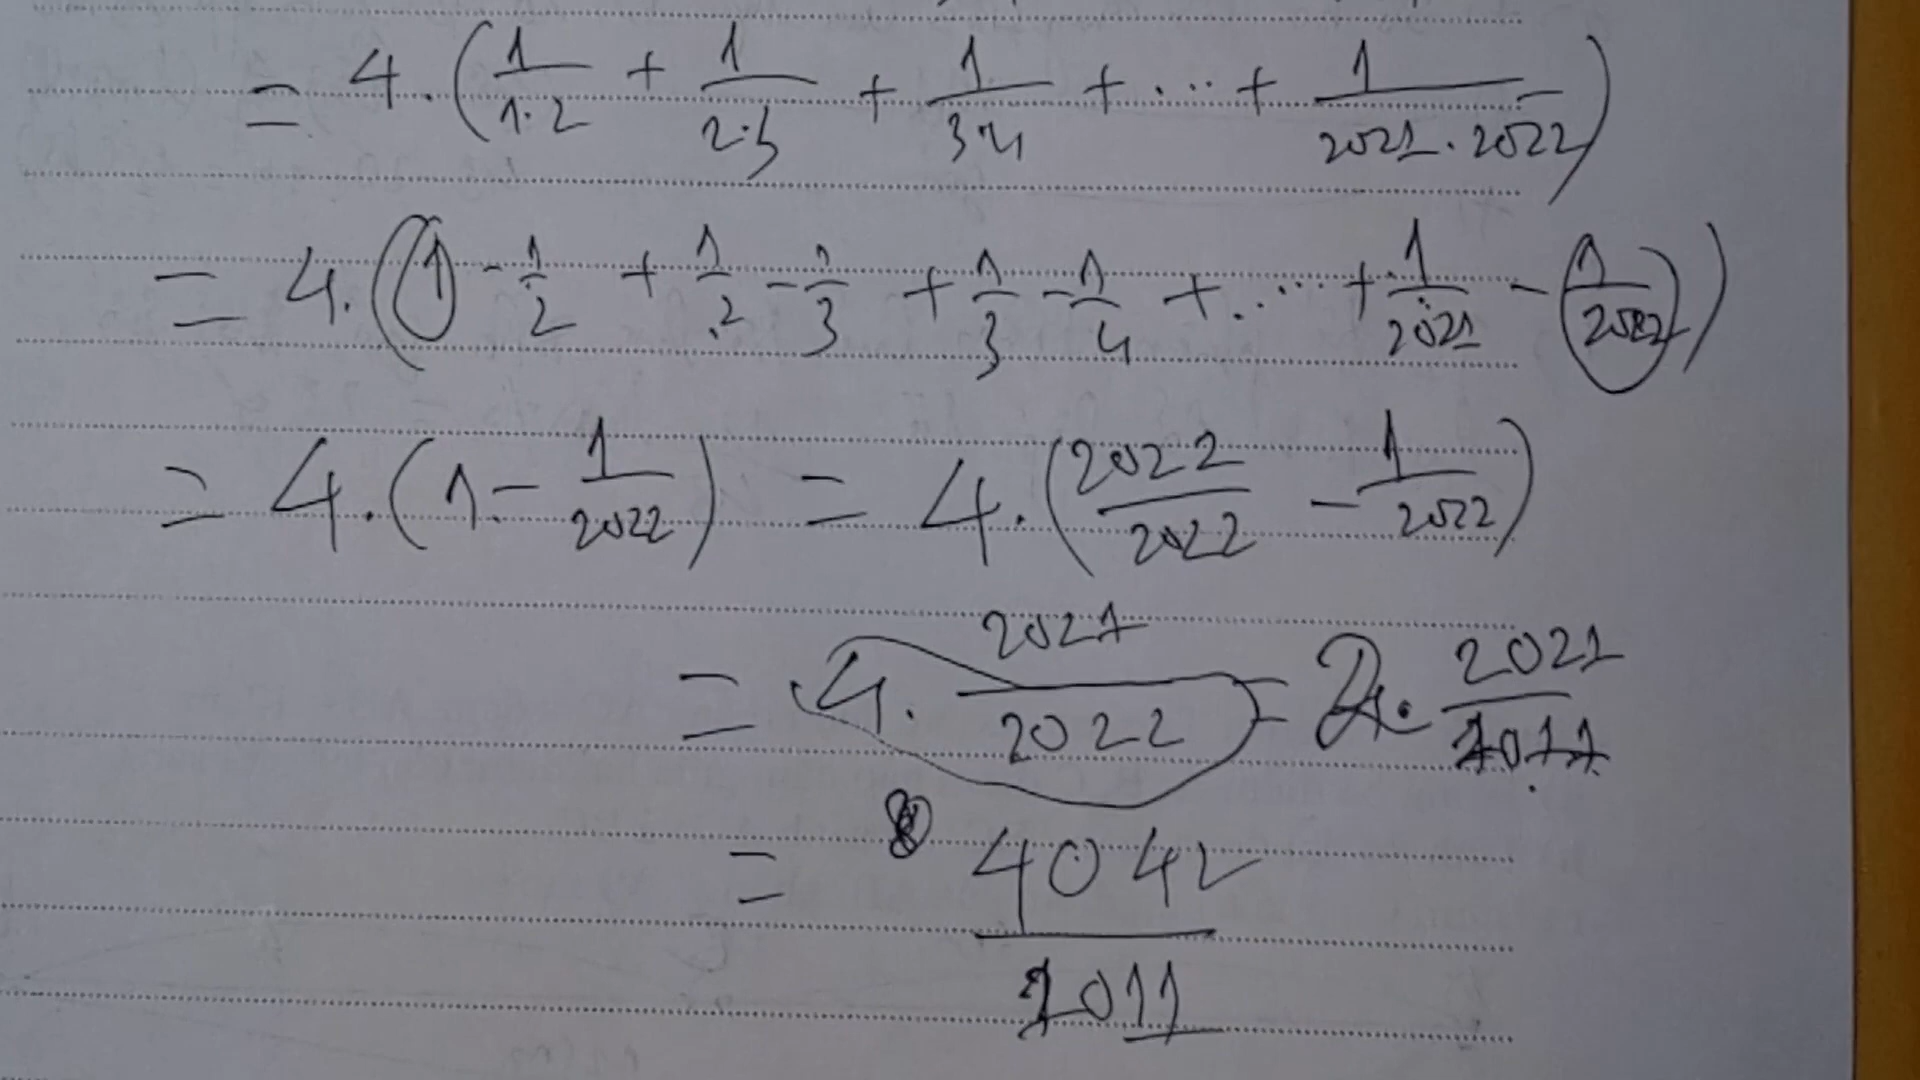 = 4.(1/1·2 + 1/2·3 + 1/3·4 + ... + 1/2021.2022)
= 4.(1 - 1/2 + 1/2 - 1/3 + 1/3 - 1/4 + ..... + 1/2021 - 1/2022)
= 4.(1 - 1/2022) = 4.(2022/2022 - 1/2022)
= 4. 2021/2022 = 2. 2021/1011
= 4042/1011